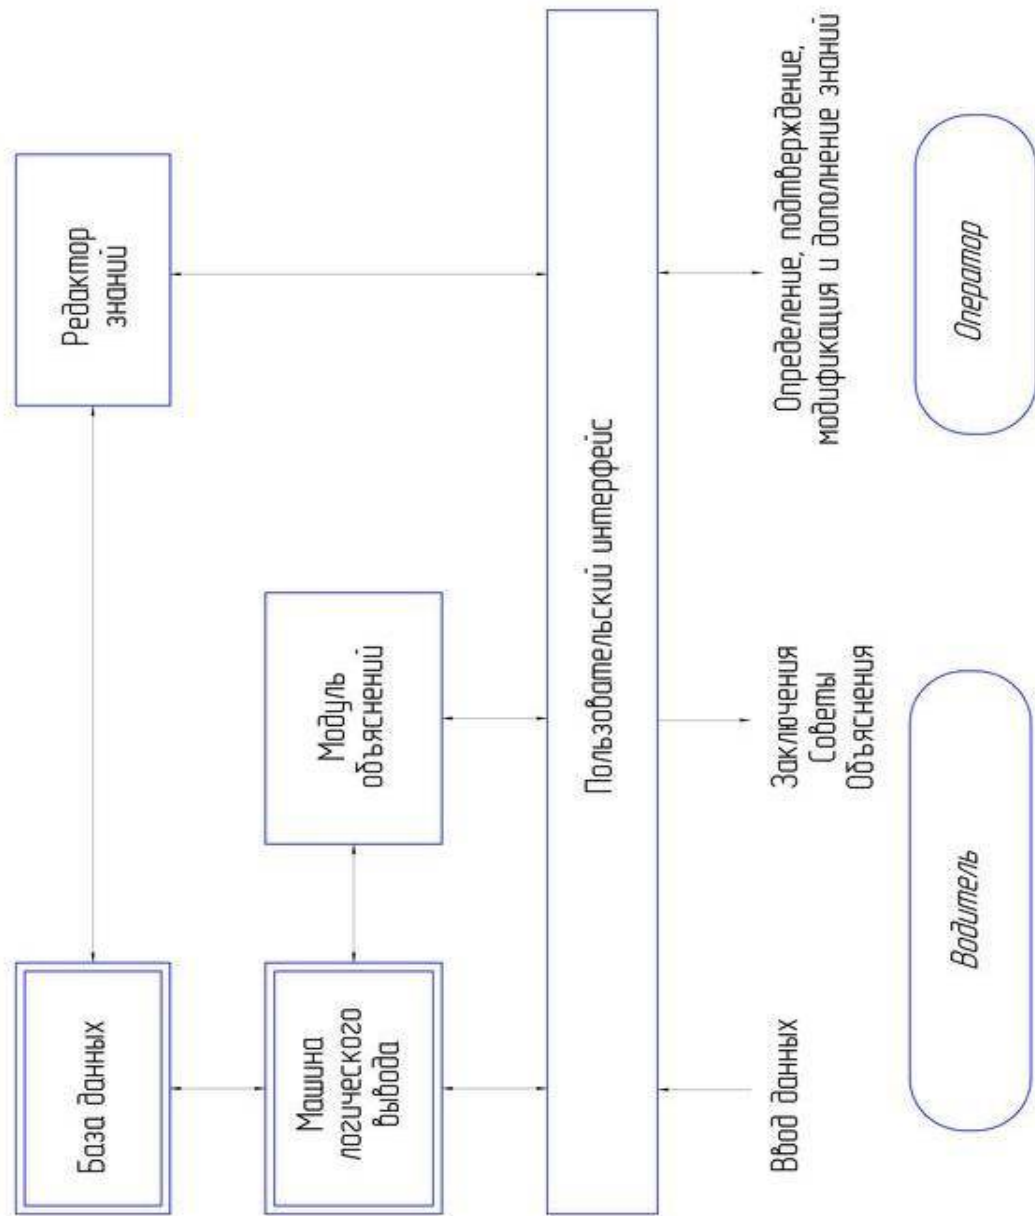 База данных
Редактор
знаний
Машина
логического
вывода
Модуль
объяснений
Пользовательский интерфейс
Ввод данных
Заключения
Советы
Объяснения
Определение, подтверждение,
модификация и дополнение знаний
Водитель
Оператор